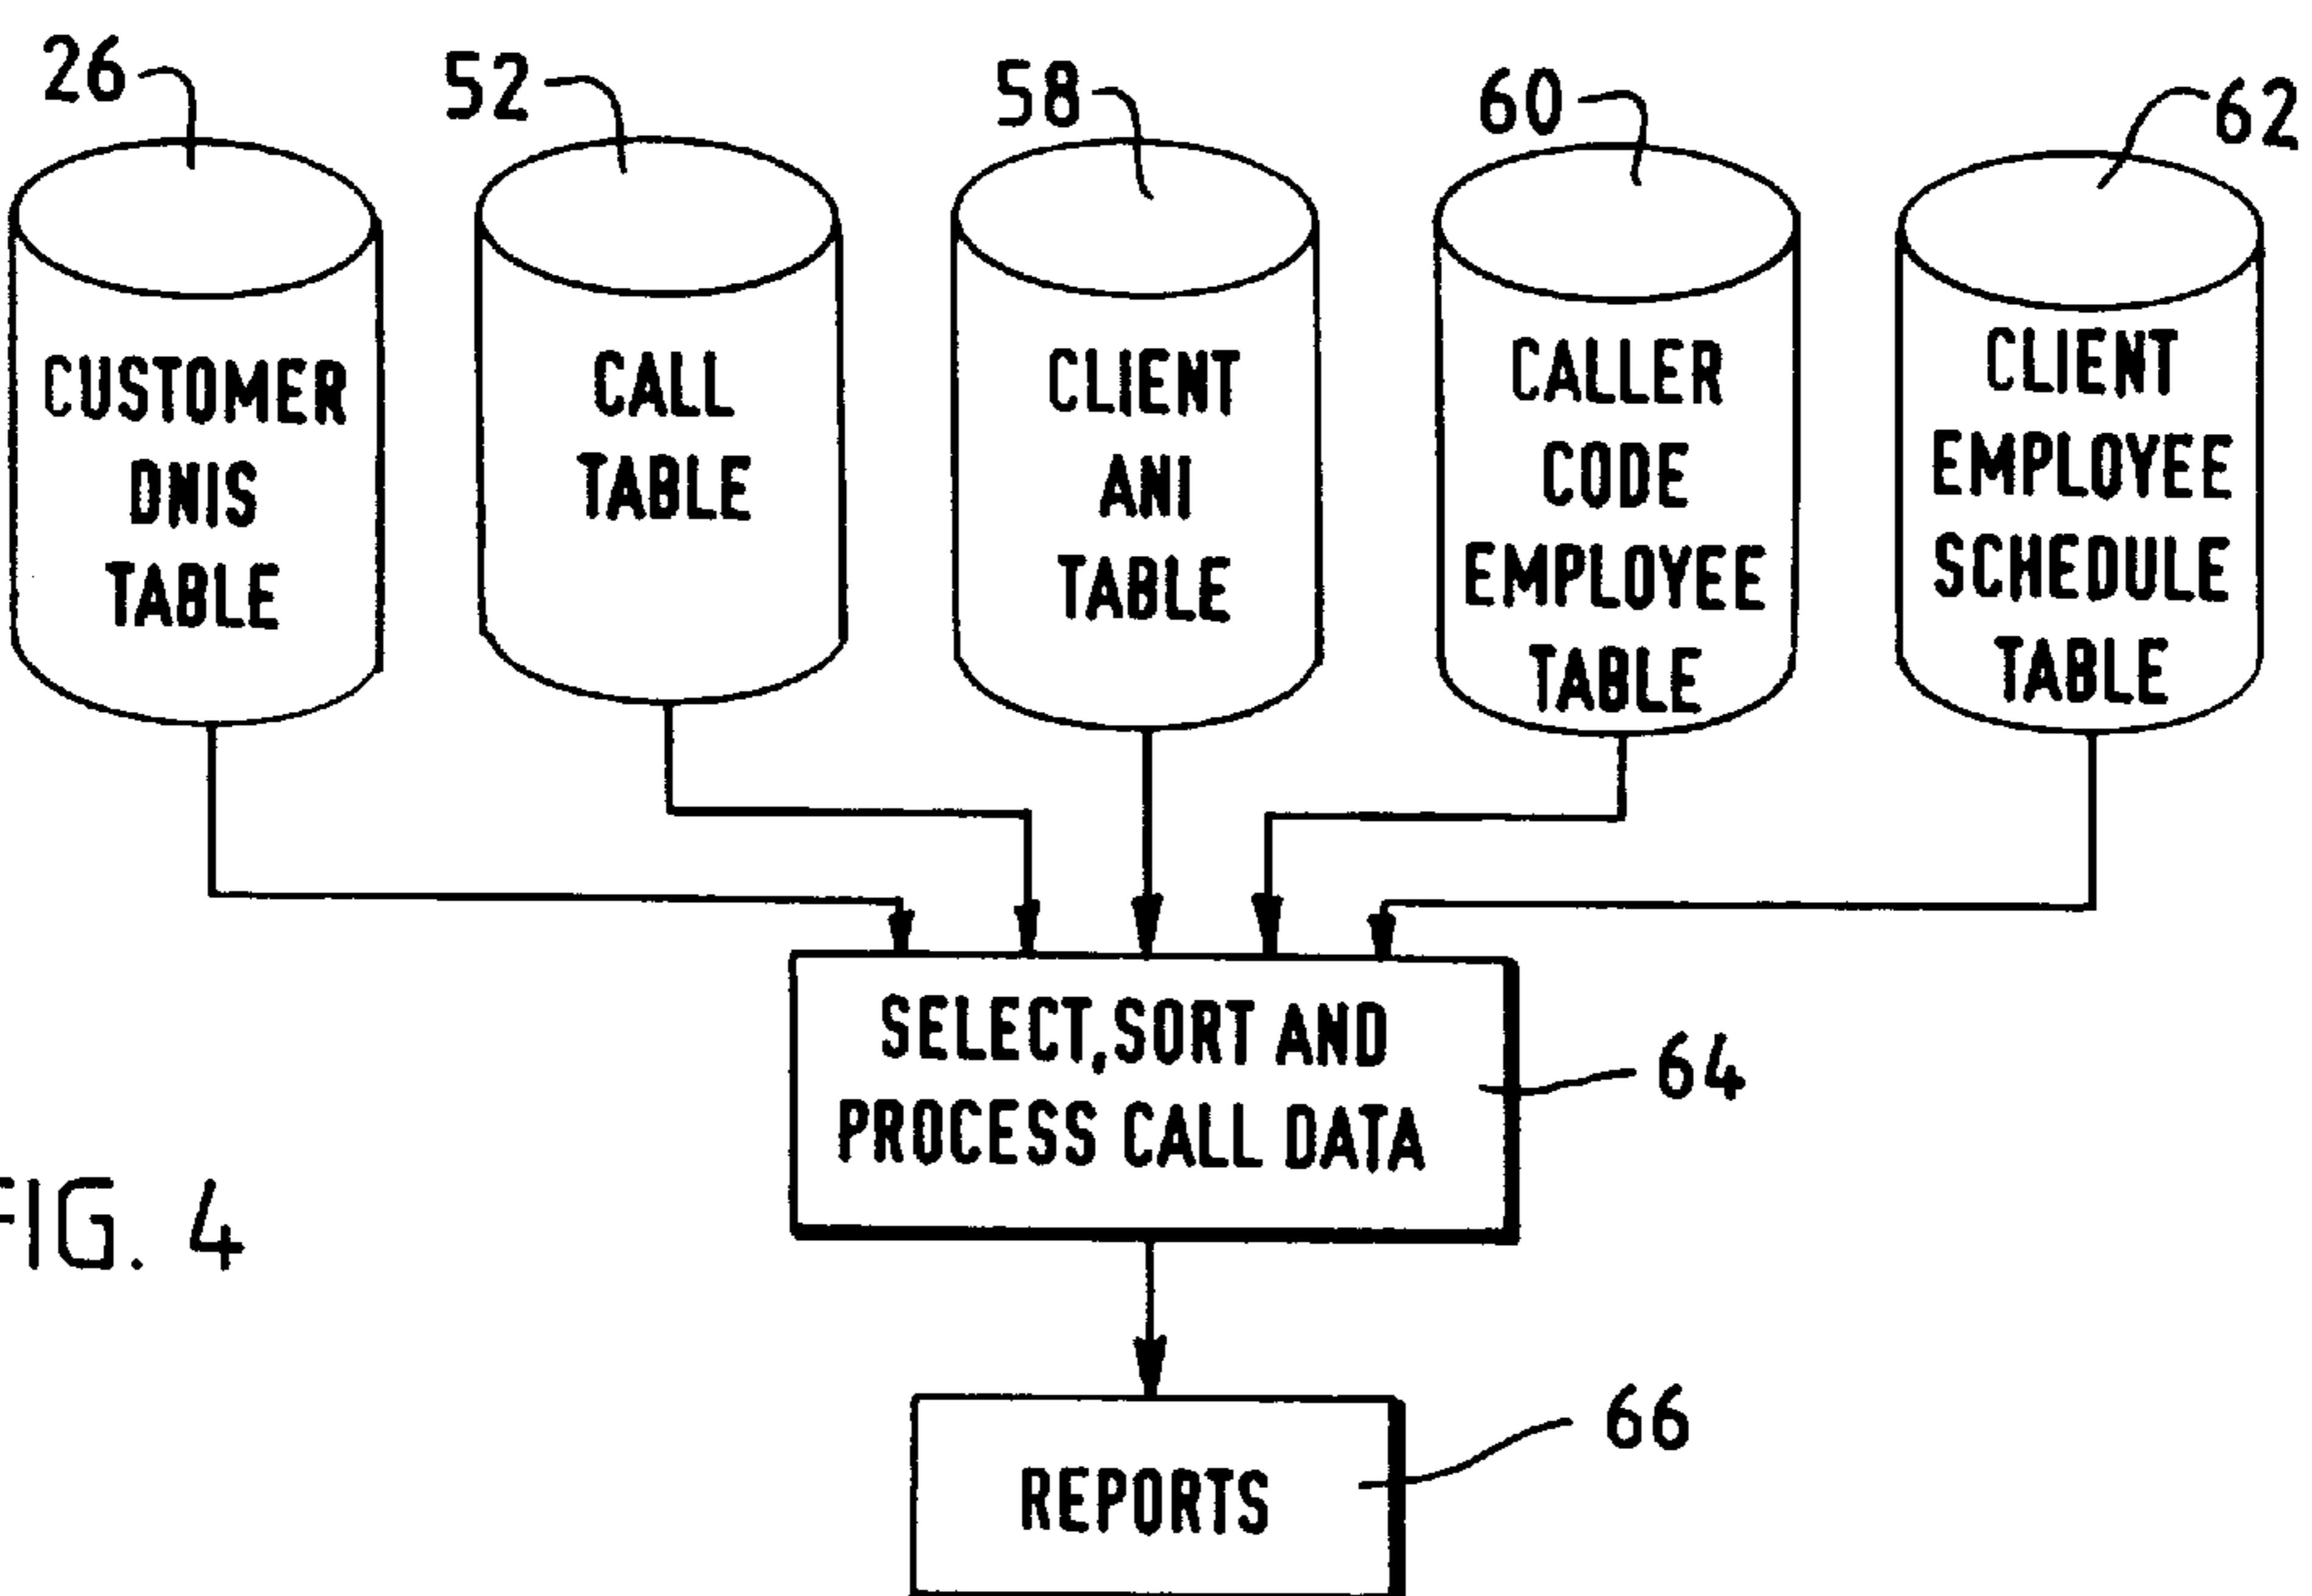 26
52
58
60
62
CUSTOMER
DNIS
TABLE
CALL
TABLE
CLIENT
ANI
TABLE
CALLER
CODE
EMPLOYEE
TABLE
CLIENT
EMPLOYEE
SCHEDULE
TABLE
SELECT,SORT AND
PROCESS CALL DATA
64
FIG. 4
REPORTS
66